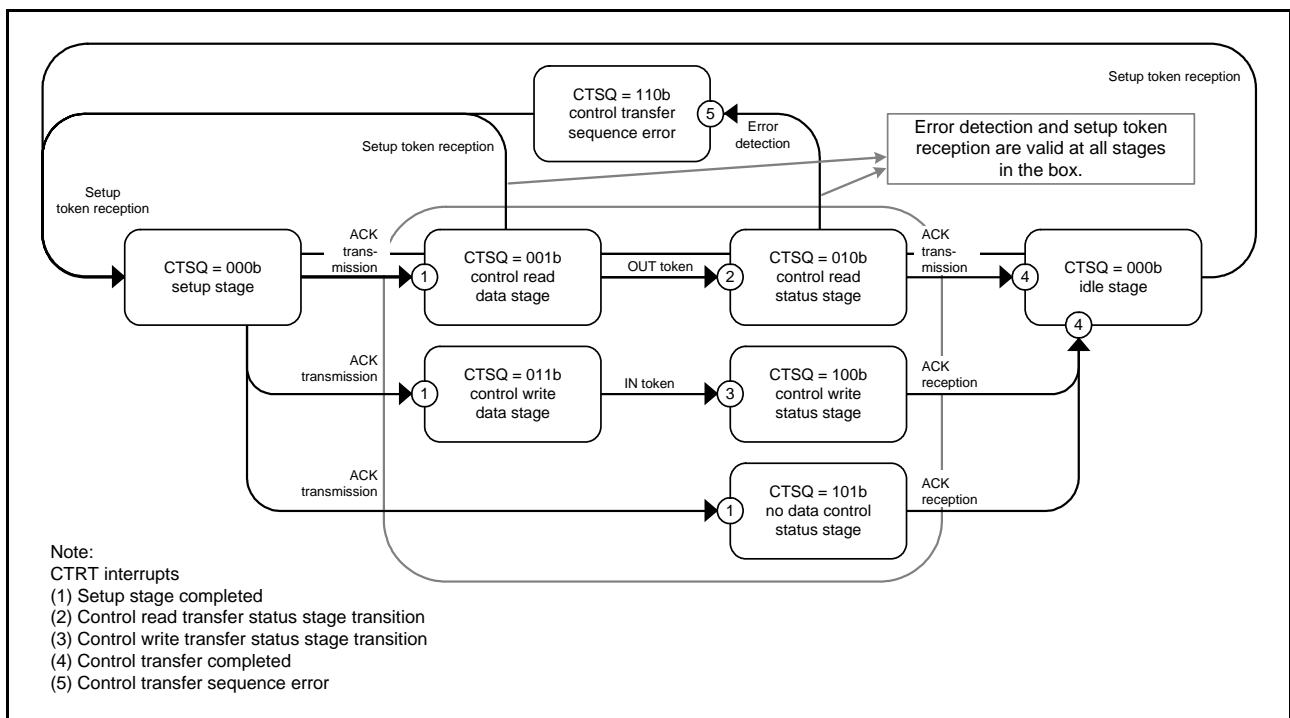 Setup token reception
CTSQ = 110b
control transfer
sequence error
5
Error
detection
Setup token reception
Error detection and setup token
reception are valid at all stages
in the box.
Setup
token reception
CTSQ = 000b
setup stage
ACK
trans-
mission
1
CTSQ = 001b
control read
data stage
OUT token
2
CTSQ = 010b
control read
status stage
ACK
trans-
mission
4
CTSQ = 000b
idle stage
4
ACK
transmission
1
CTSQ = 011b
control write
data stage
IN token
3
CTSQ = 100b
control write
status stage
ACK
reception
ACK
transmission
1
CTSQ = 101b
no data control
status stage
ACK
reception
Note:
CTRT interrupts
(1) Setup stage completed
(2) Control read transfer status stage transition
(3) Control write transfer status stage transition
(4) Control transfer completed
(5) Control transfer sequence error